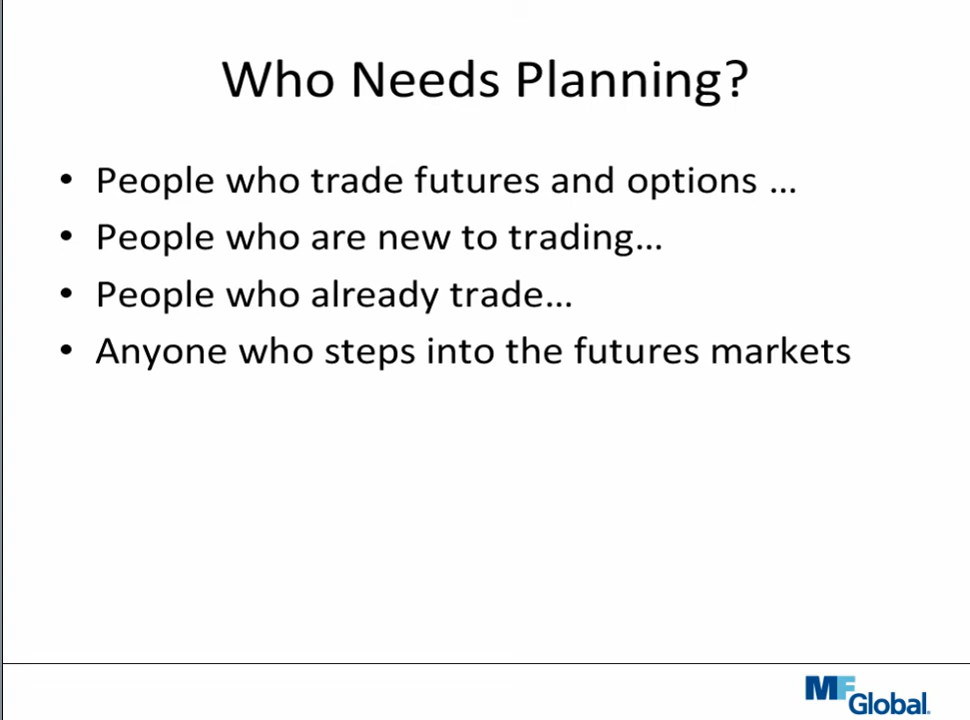 Who Needs Planning?
• People who trade futures and options ...
• People who are new to trading...
• People who already trade...
• Anyone who steps into the futures markets
MF
Global.